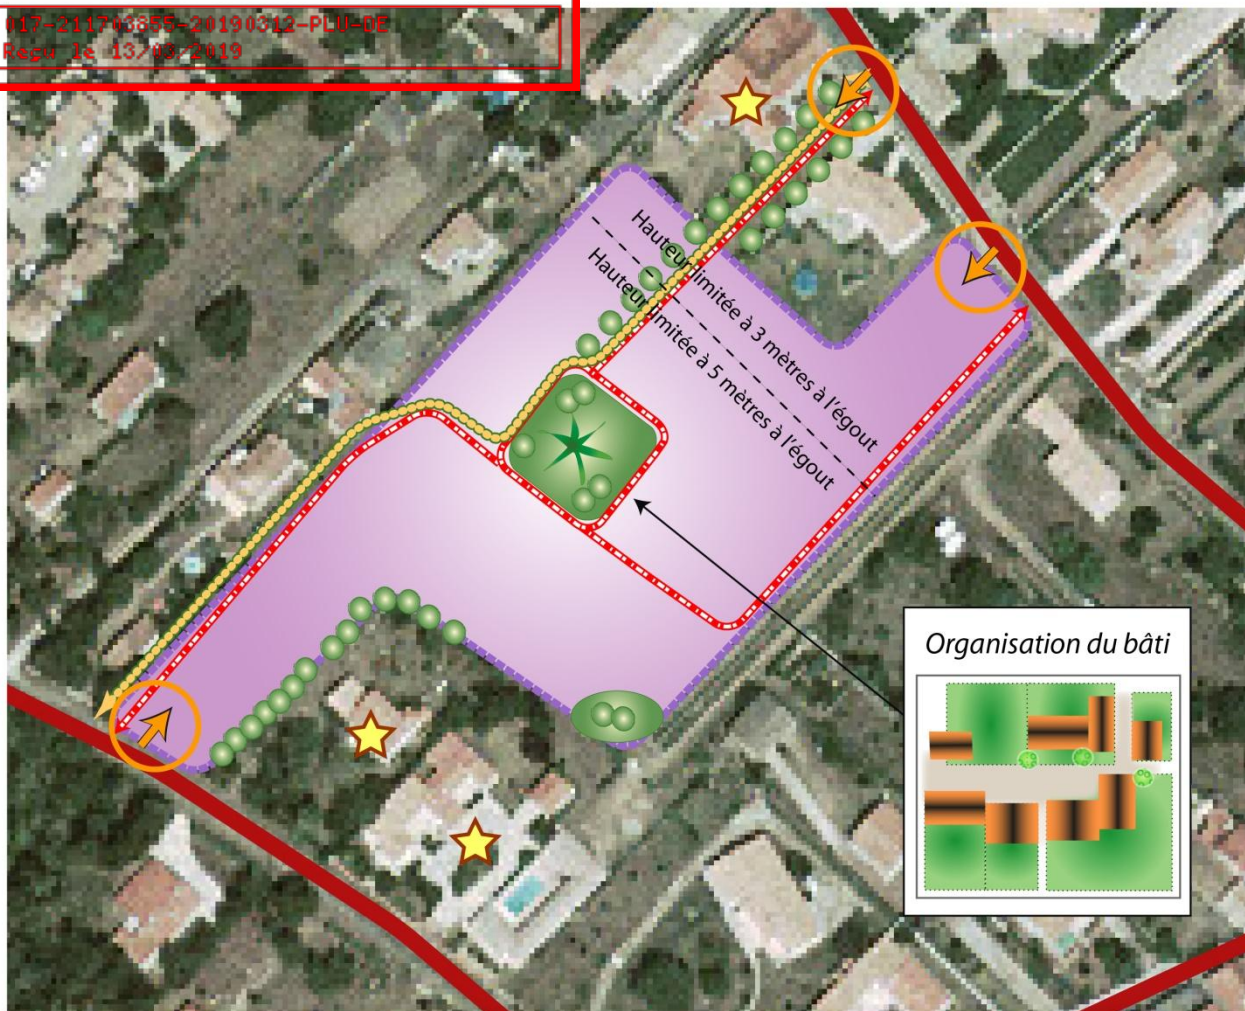 017-211703855-20190312-PLU-DE
Reçu le 13/03/2019
Hauteur limitée à 3 mètres à l'égout
Hauteur limitée à 5 mètres à l'égout
Organisation du bâti